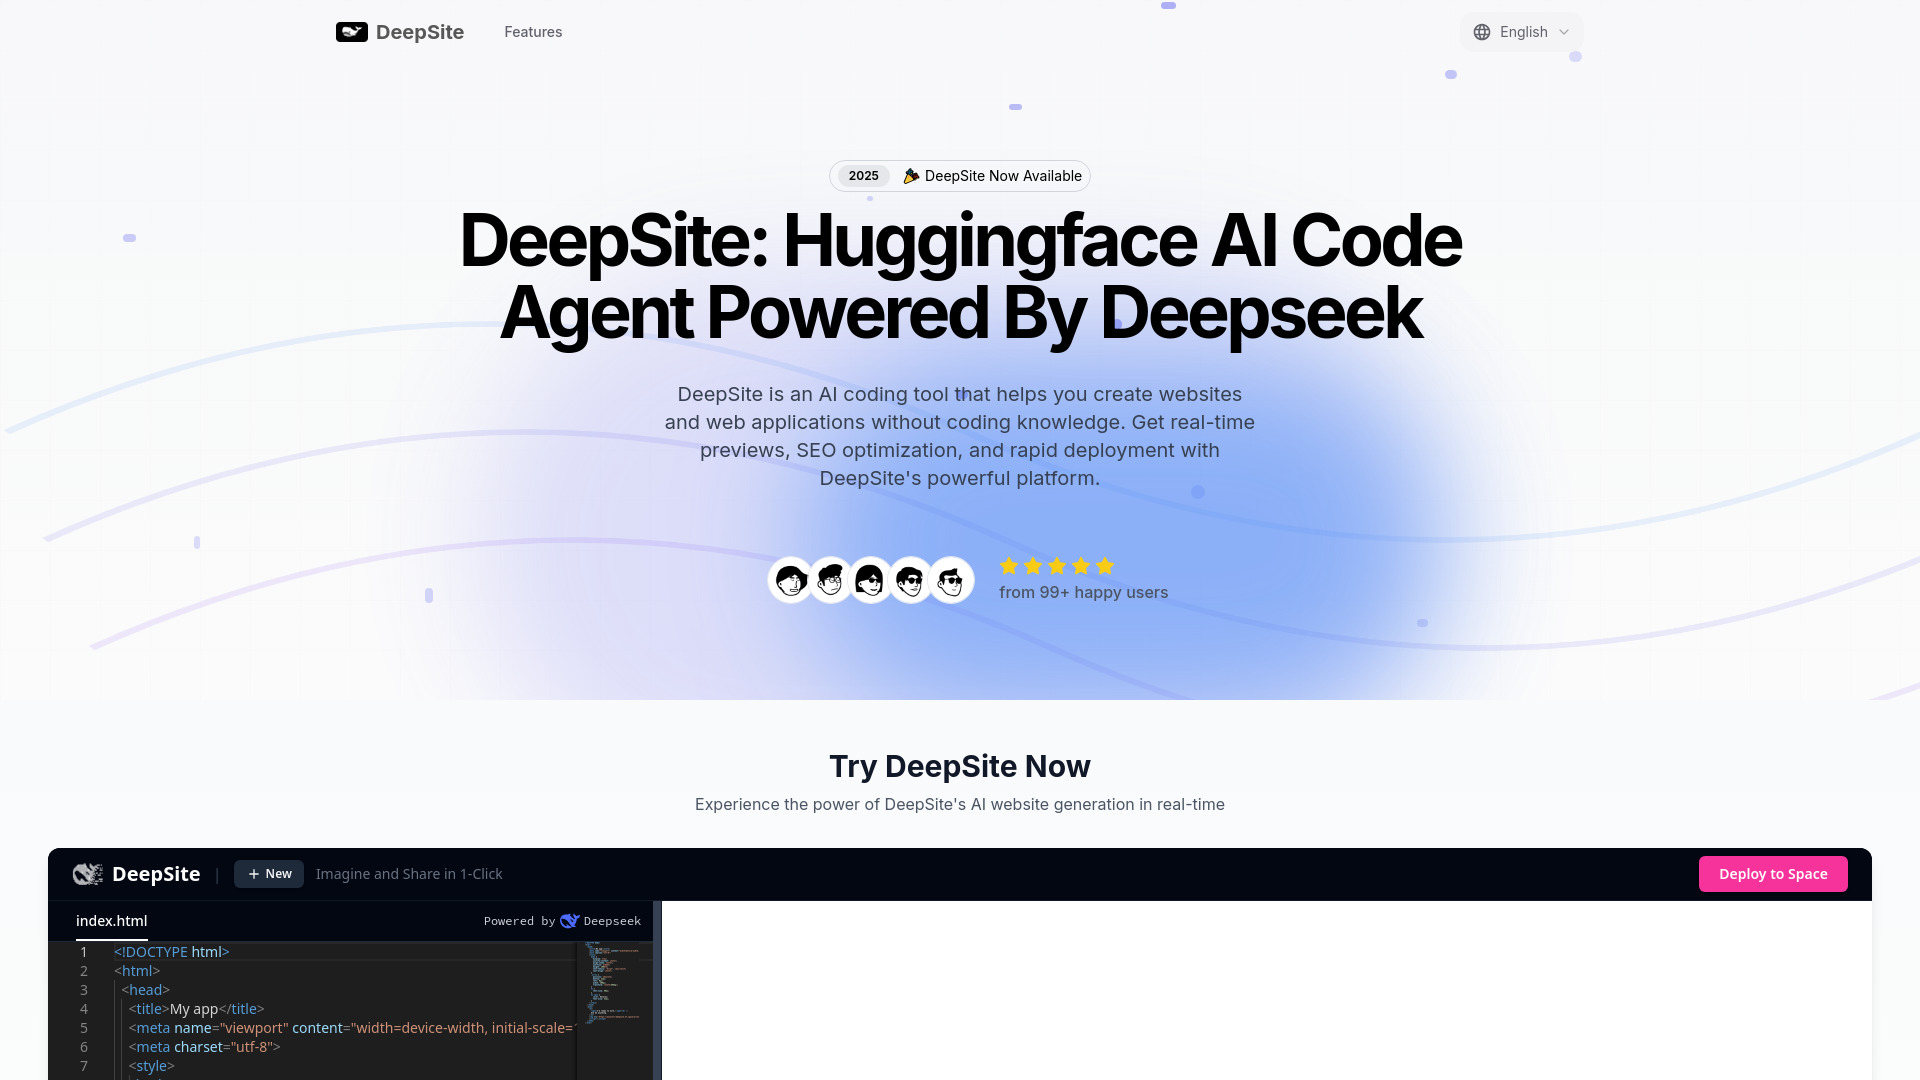 DeepSite
Features
English
2025
🎉 DeepSite Now Available
DeepSite: Huggingface AI Code
Agent Powered By Deepseek
DeepSite is an AI coding tool that helps you create websites
and web applications without coding knowledge. Get real-time
previews, SEO optimization, and rapid deployment with
DeepSite's powerful platform.
from 99+ happy users
Try DeepSite Now
Experience the power of DeepSite's AI website generation in real-time
DeepSite
|
+ New
Imagine and Share in 1-Click
Deploy to Space
index.html
Powered by Deepseek
1 <!DOCTYPE html>
2 <html>
3 <head>
4 <title>My app</title>
5 <meta name="viewport" content="width=device-width, initial-scale=
6 <meta charset="utf-8">
7 <style>